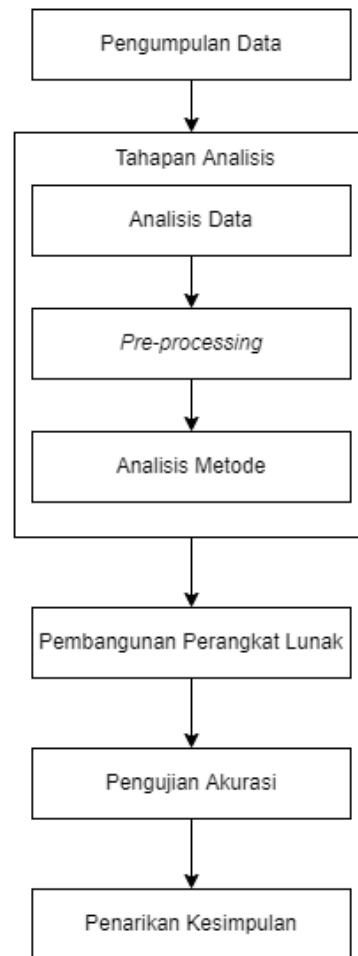 Pengumpulan Data
Tahapan Analisis
Analisis Data
Pre-processing
Analisis Metode
Pembangunan Perangkat Lunak
Pengujian Akurasi
Penarikan Kesimpulan